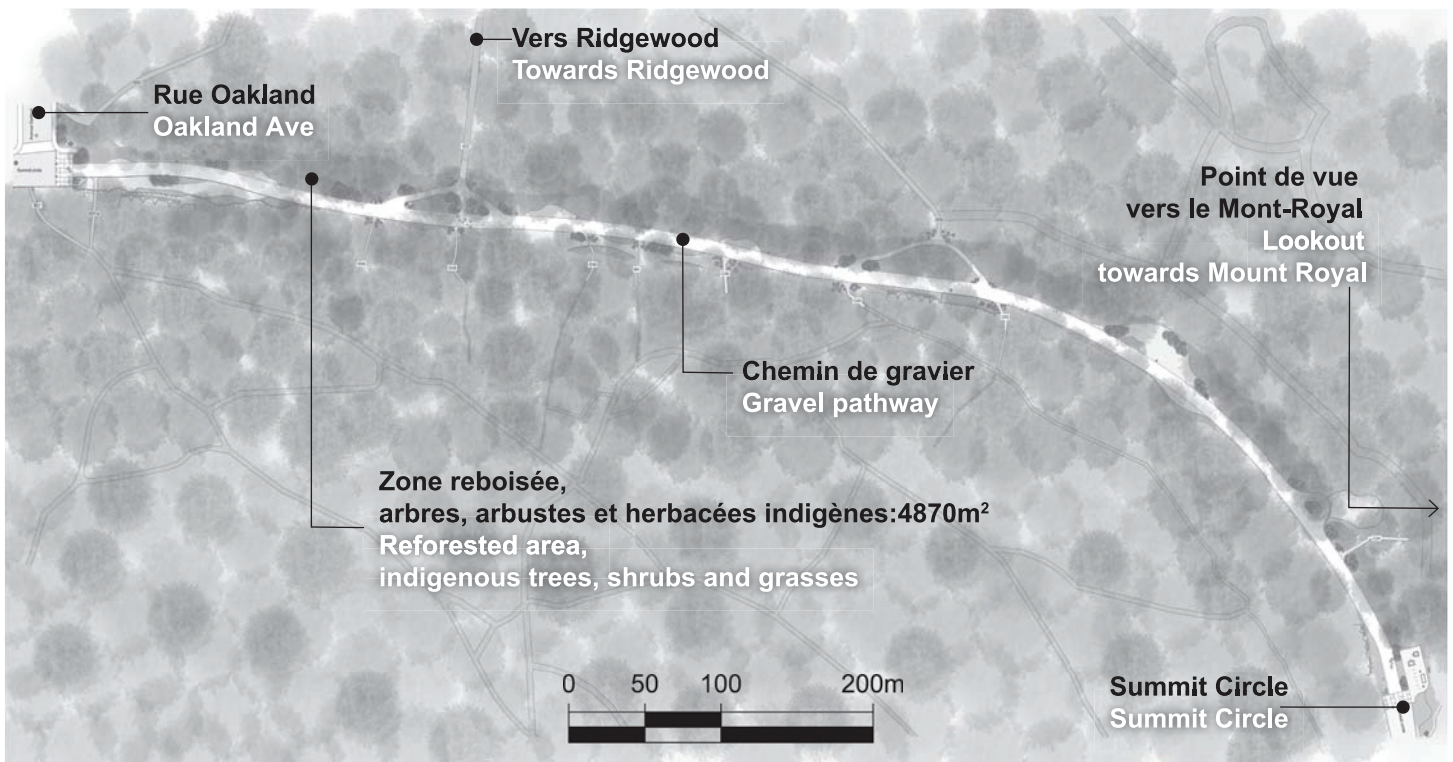 Vers Ridgewood
Towards Ridgewood
Rue Oakland
Oakland Ave
Point de vue
vers le Mont-Royal
Lookout
towards Mount Royal
Chemin de gravier
Gravel pathway
Zone reboisée,
arbres, arbustes et herbacées indigènes:4870m²
Reforested area,
indigenous trees, shrubs and grasses
0 50 100 200m
Summit Circle
Summit Circle